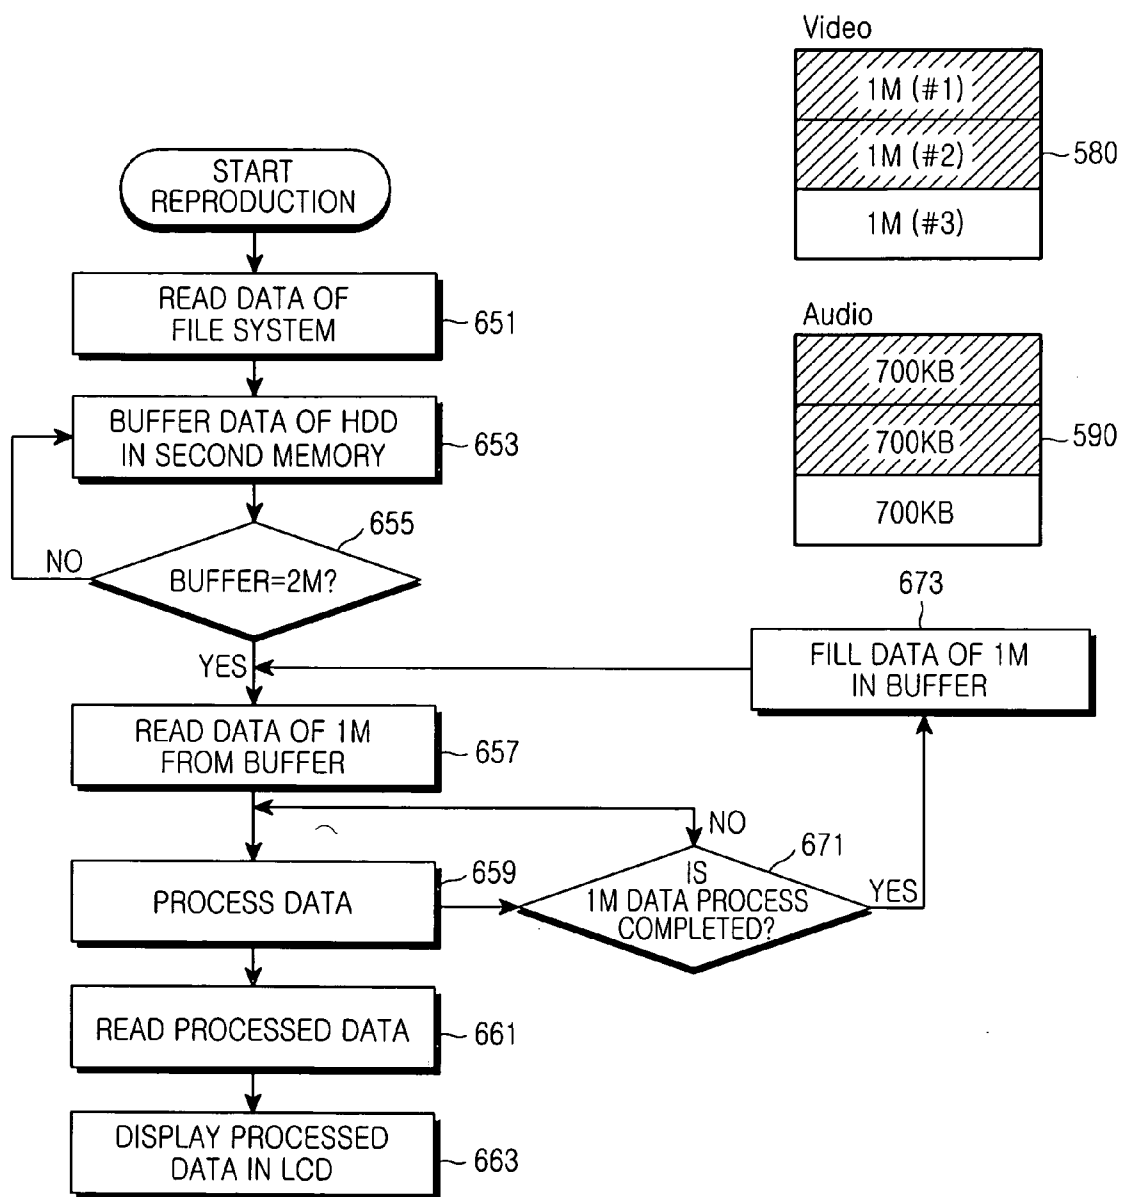 Video
1M (#1)
1M (#2)
580
1M (#3)
START
REPRODUCTION
READ DATA OF
FILE SYSTEM
651
Audio
700KB
700KB
590
700KB
BUFFER DATA OF HDD
IN SECOND MEMORY
653
655
NO
BUFFER=2M?
YES
673
FILL DATA OF 1M
IN BUFFER
READ DATA OF 1M
FROM BUFFER
657
NO
671
IS
1M DATA PROCESS
COMPLETED?
YES
659
PROCESS DATA
READ PROCESSED DATA
661
DISPLAY PROCESSED
DATA IN LCD
663